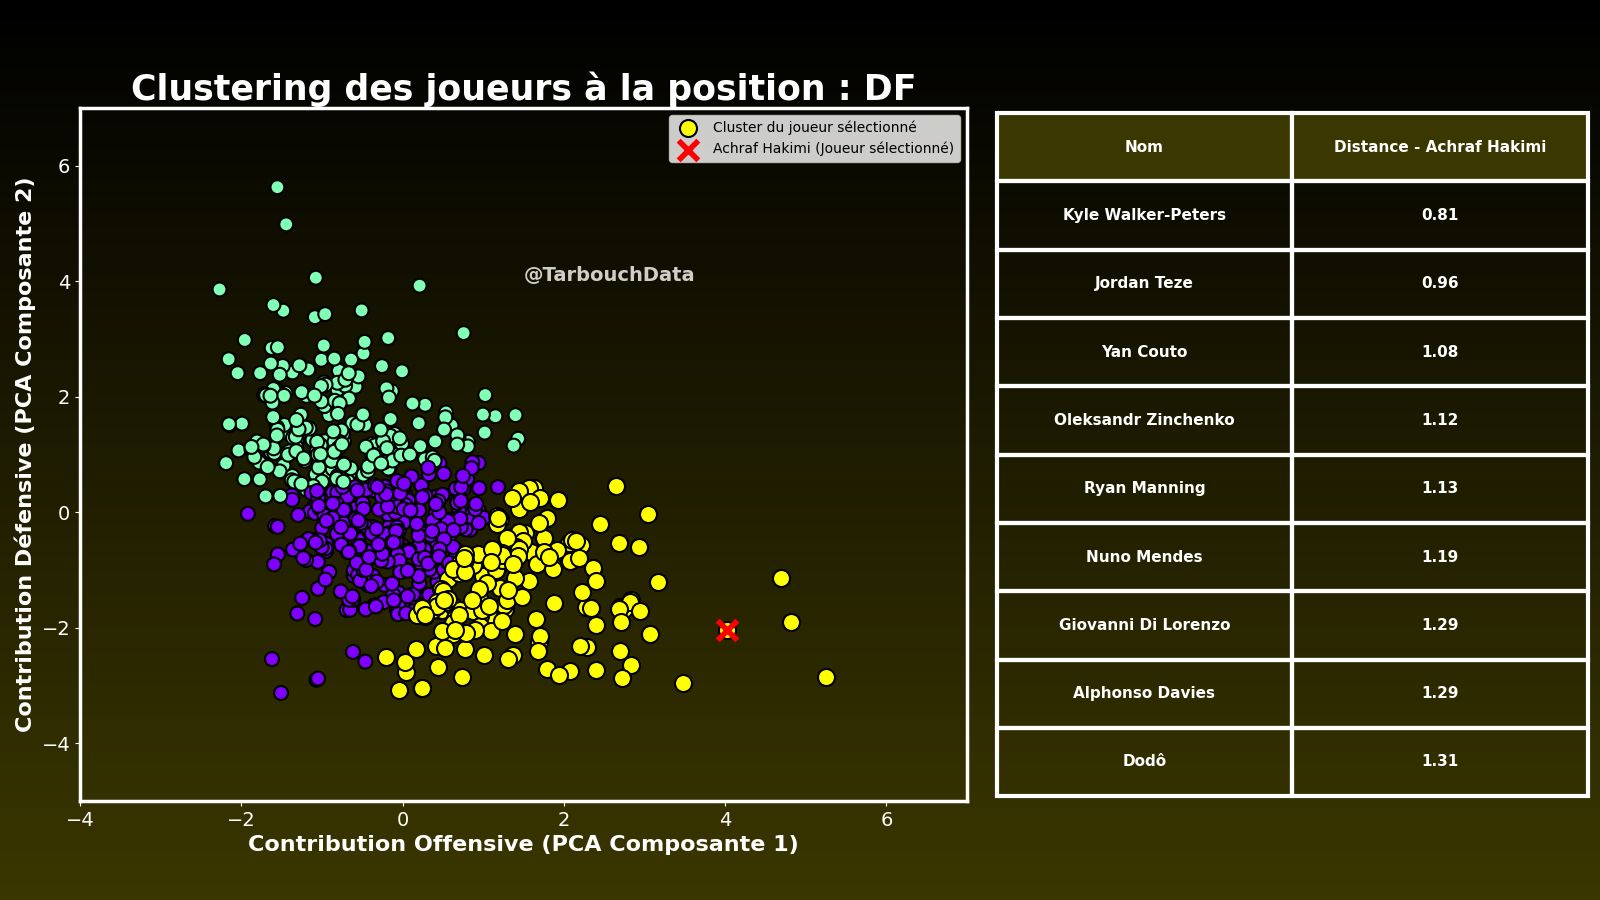 Clustering des joueurs à la position : DF
Cluster du joueur sélectionné
Achraf Hakimi (Joueur sélectionné)
@TarbouchData
Contribution Défensive (PCA Composante 2)
6
4
2
0
−2
−4
−4 −2 0 2 4 6
Contribution Offensive (PCA Composante 1)
Nom Distance - Achraf Hakimi
Kyle Walker-Peters 0.81
Jordan Teze 0.96
Yan Couto 1.08
Oleksandr Zinchenko 1.12
Ryan Manning 1.13
Nuno Mendes 1.19
Giovanni Di Lorenzo 1.29
Alphonso Davies 1.29
Dodô 1.31